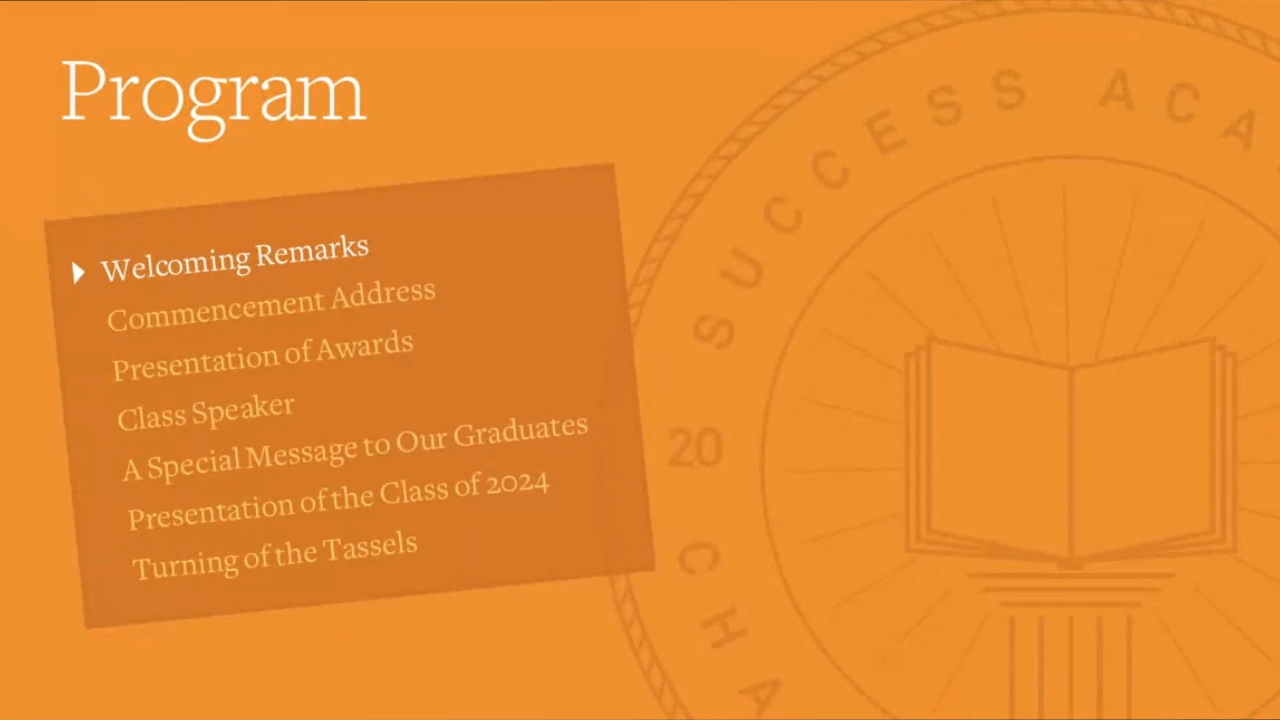 Program
Welcoming Remarks
Commencement Address
Presentation of Awards
Class Speaker
A Special Message to Our Graduates
Presentation of the Class of 2024
Turning of the Tassels
SUCCESS ACA
20
CHA